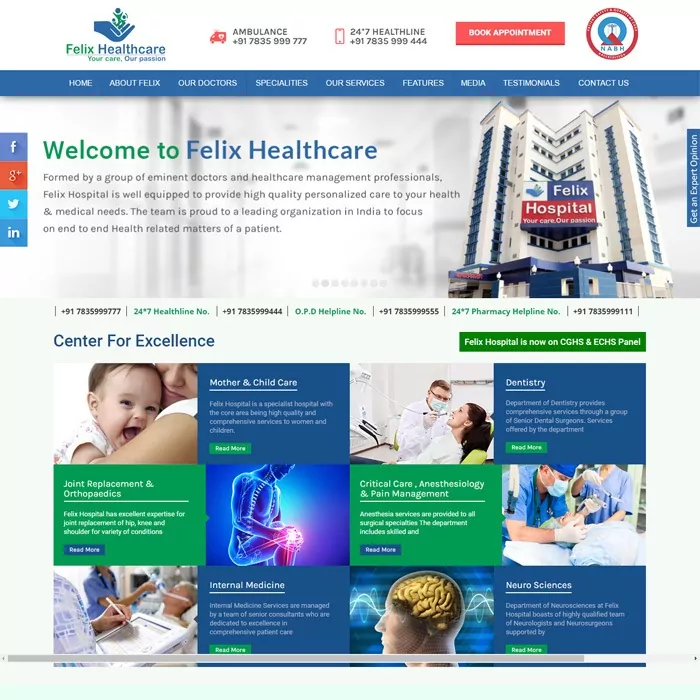 Felix Healthcare
Your care, Our passion
AMBULANCE
+91 7835 999 777
24*7 HEALTHLINE
+91 7835 999 444
BOOK APPOINTMENT
NABH
HOME
ABOUT FELIX
OUR DOCTORS
SPECIALITIES
OUR SERVICES
FEATURES
MEDIA
TESTIMONIALS
CONTACT US
f
g+
in
Welcome to Felix Healthcare
Formed by a group of eminent doctors and healthcare management professionals,
Felix Hospital is well equipped to provide high quality personalized care to your health
& medical needs. The team is proud to a leading organization in India to focus
on end to end Health related matters of a patient.
Felix
Hospital
Your care, Our passion
Get an Expert Opinion
+91 7835999777
24*7 Healthline No.
+91 7835999444
O.P.D Helpline No.
+91 7835999555
24*7 Pharmacy Helpline No.
+91 7835999111
Center For Excellence
Felix Hospital is now on CGHS & ECHS Panel
Mother & Child Care
Felix Hospital is a specialist hospital with
the core area being high quality and
comprehensive services to women and
children.
Read More
Dentistry
Department of Dentistry provides
comprehensive services through a group
of Senior Dental Surgeons. Services
offered by the department
Read More
Joint Replacement &
Orthopaedics
Felix Hospital has excellent expertise for
joint replacement of hip, knee and
shoulder for variety of conditions
Read More
Critical Care , Anesthesiology
& Pain Management
Anesthesia services are provided to all
surgical specialties The department
includes skilled and
Read More
Internal Medicine
Internal Medicine Services are managed
by a team of senior consultants who are
dedicated to excellence in
comprehensive patient care
Neuro Sciences
Department of Neurosciences at Felix
Hospital boasts of highly qualified team
of Neurologists and Neurosurgeons
supported by